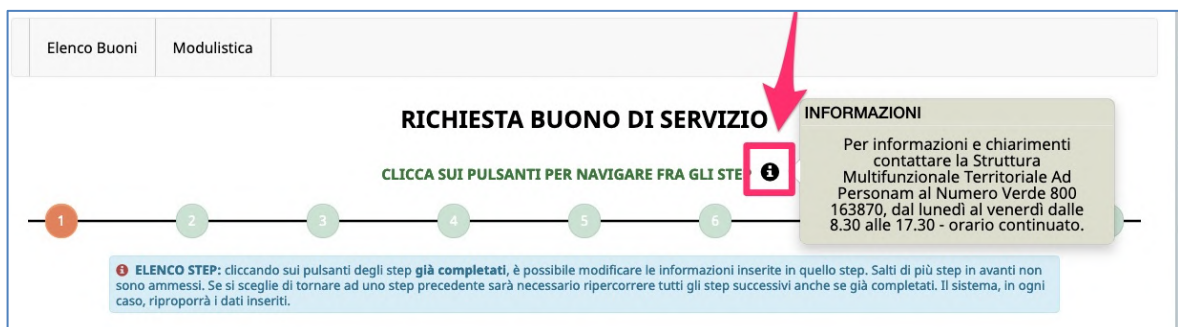 Elenco Buoni Modulistica
RICHIESTA BUONO DI SERVIZIO
CLICCA SUI PULSANTI PER NAVIGARE FRA GLI STEP
INFORMAZIONI
Per informazioni e chiarimenti
contattare la Struttura
Multifunzionale Territoriale Ad
Personam al Numero Verde 800
163870, dal lunedì al venerdì dalle
8.30 alle 17.30 - orario continuato.
1 2 3 4 5 6
ELENCO STEP: cliccando sui pulsanti degli step già completati, è possibile modificare le informazioni inserite in quello step. Salti di più step in avanti non
sono ammessi. Se si sceglie di tornare ad uno step precedente sarà necessario ripercorrere tutti gli step successivi anche se già completati. Il sistema, in ogni
caso, riproporrà i dati inseriti.